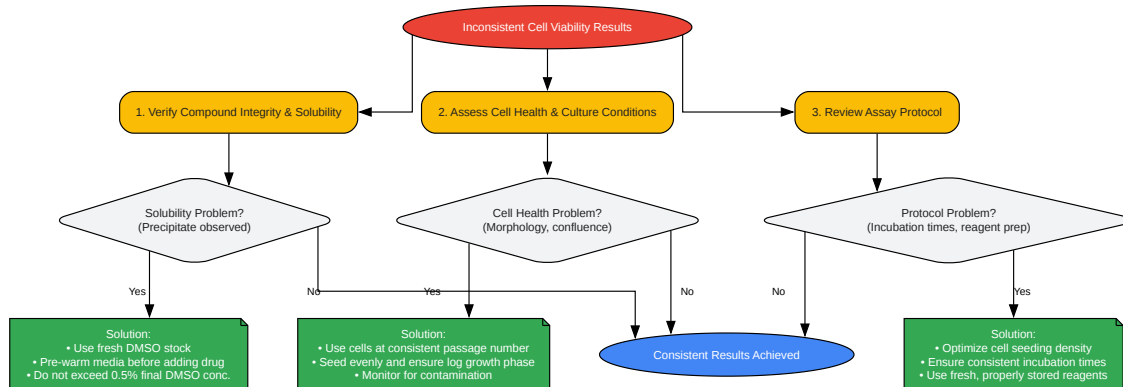 Inconsistent Cell Viability Results
1. Verify Compound Integrity & Solubility
2. Assess Cell Health & Culture Conditions
3. Review Assay Protocol
Solubility Problem?
(Precipitate observed)
Cell Health Problem?
(Morphology, confluence)
Protocol Problem?
(Incubation times, reagent prep)
Yes
No
Yes
No
No
Yes
Solution:
• Use fresh DMSO stock
• Pre-warm media before adding drug
• Do not exceed 0.5% final DMSO conc.
Solution:
• Use cells at consistent passage number
• Seed evenly and ensure log growth phase
• Monitor for contamination
Consistent Results Achieved
Solution:
• Optimize cell seeding density
• Ensure consistent incubation times
• Use fresh, properly stored reagents